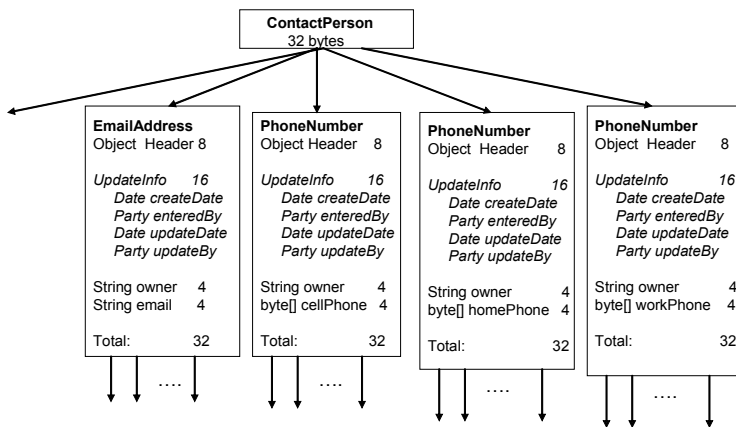 ContactPerson
32 bytes
EmailAddress
Object Header 8
UpdateInfo 16
Date createDate
Party enteredBy
Date updateDate
Party updateBy
String owner 4
String email 4
Total: 32
....
PhoneNumber
Object Header 8
UpdateInfo 16
Date createDate
Party enteredBy
Date updateDate
Party updateBy
String owner 4
byte[] cellPhone 4
Total: 32
....
PhoneNumber
Object Header 8
UpdateInfo 16
Date createDate
Party enteredBy
Date updateDate
Party updateBy
String owner 4
byte[] homePhone 4
Total: 32
....
PhoneNumber
Object Header 8
UpdateInfo 16
Date createDate
Party enteredBy
Date updateDate
Party updateBy
String owner 4
byte[] workPhone 4
Total: 32
....